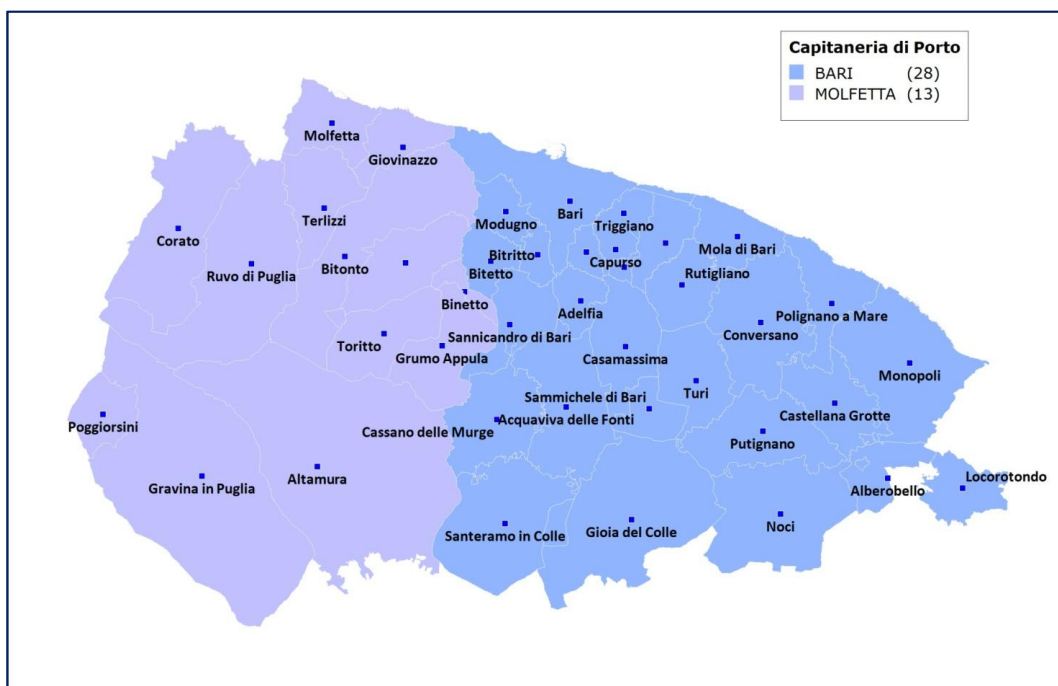 Capitaneria di Porto
BARI (28)
MOLFETTA (13)
Molfetta
Giovinazzo
Bari
Terlizzi
Modugno
Triggiano
Corato
Mola di Bari
Ruvo di Puglia
Bitonto
Bitritto
Bitetto
Capurso
Rutigliano
Binetto
Adelfia
Polignano a Mare
Sannicandro di Bari
Conversano
Toritto
Grumo Appula
Casamassima
Monopoli
Turi
Sammichele di Bari
Castellana Grotte
Poggiorsini
Cassano delle Murge
Acquaviva delle Fonti
Putignano
Gravina in Puglia
Altamura
Alberobello
Locorotondo
Santeramo in Colle
Gioia del Colle
Noci